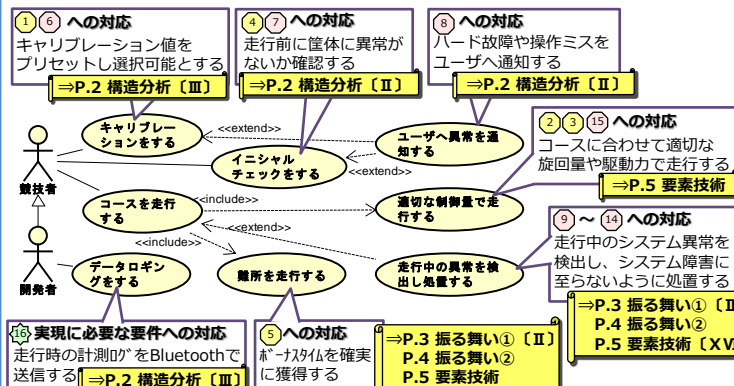 1 6 への対応
キャリブレーション値を
プリセットし選択可能とする
⇒P.2 構造分析〔Ⅲ〕
4 7 への対応
走行前に筐体に異常が
ないか確認する
⇒P.2 構造分析〔Ⅱ〕
8 への対応
ハード故障や操作ミスを
ユーザへ通知する
⇒P.2 構造分析〔Ⅱ〕
2 3 15 への対応
コースに合わせて適切な
旋回量や駆動力で走行する
⇒P.5 要素技術
キャリブレー
ションをする
<<extend>>
ユーザへ異常を通
知する
イニシャル
チェックをする
<<extend>>
競技者
コースを走行
する
<<include>>
適切な制御量で走
行する
<<extend>>
<<include>>
9 ～ 14 への対応
走行中のシステム異常を
検出し、システム障害に
至らないように処置する
⇒P.3 振る舞い①〔Ⅱ
P.4 振る舞い②
P.5 要素技術〔ⅩⅥ
開発者
データロギン
グをする
難所を走行する
走行中の異常を検
出し処置する
16 実現に必要な要件への対応
走行時の計測ﾛｸﾞをBluetoothで
送信する
⇒P.2 構造分析〔Ⅲ〕
5 への対応
ﾎﾞｰﾅｽﾀｲﾑを確実
に獲得する
⇒P.3 振る舞い①〔Ⅱ〕
P.4 振る舞い②
P.5 要素技術